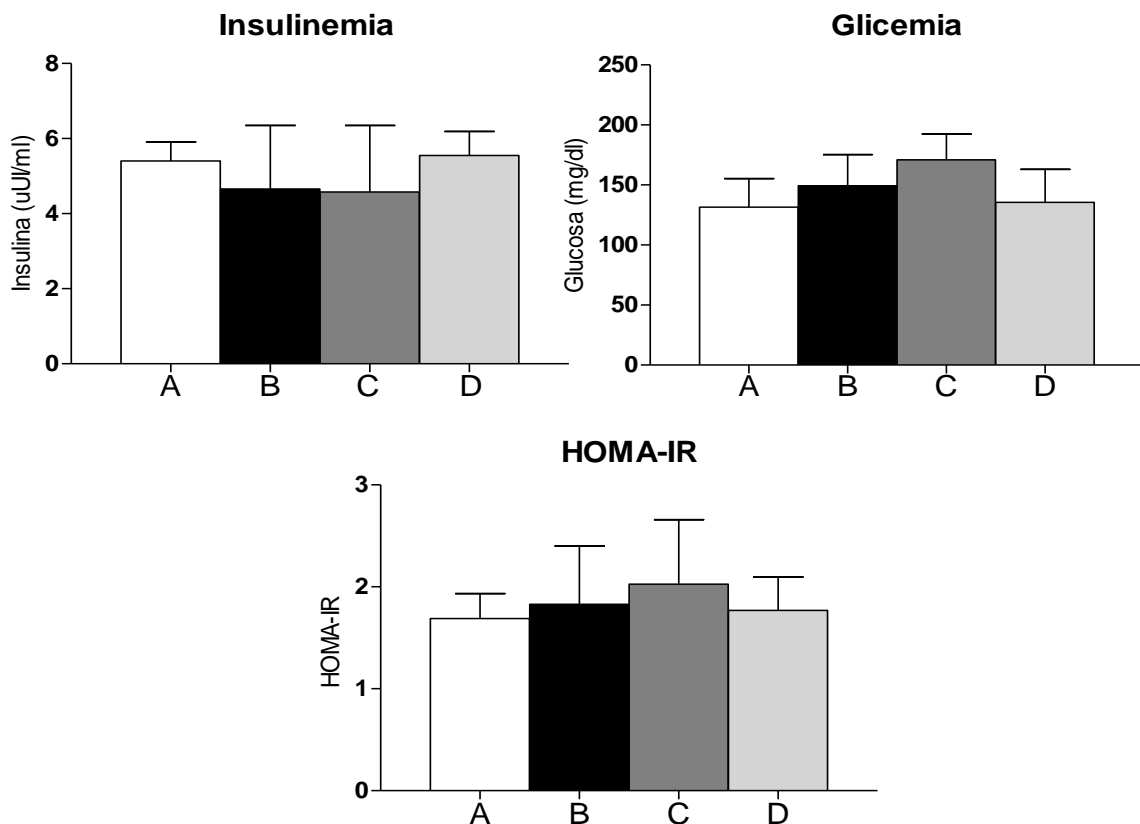 Insulinemia
8
6
4
2
0
Insulina (uUI/ml)
A B C D
Glicemia
250
200
150
100
50
0
Glucosa (mg/dl)
A B C D
HOMA-IR
3
2
1
0
HOMA-IR
A B C D